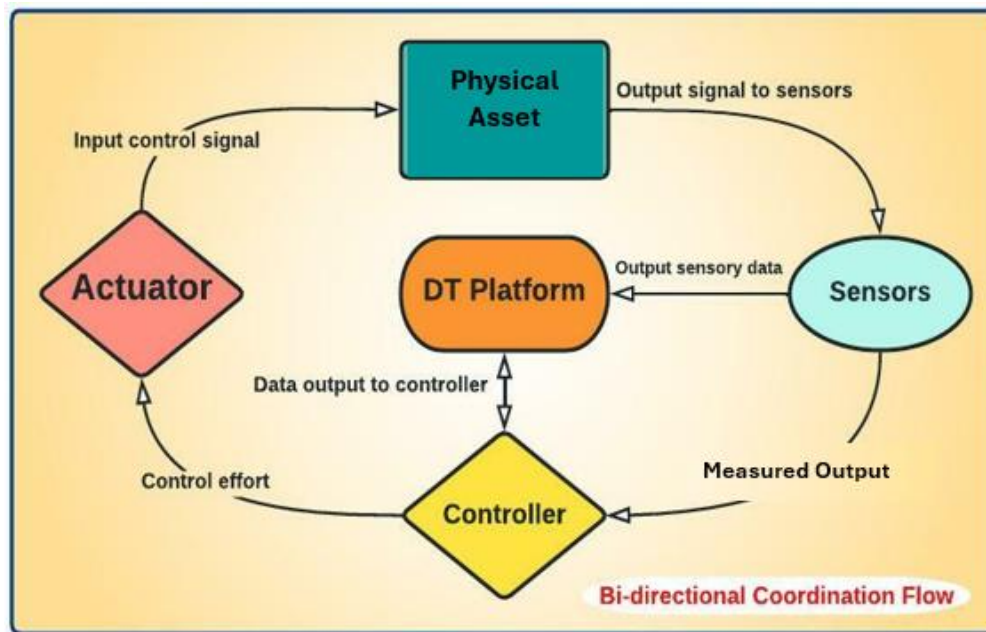 Physical
Asset
Output signal to sensors
Input control signal
Actuator
DT Platform
Output sensory data
Sensors
Data output to controller
Control effort
Controller
Measured Output
Bi-directional Coordination Flow